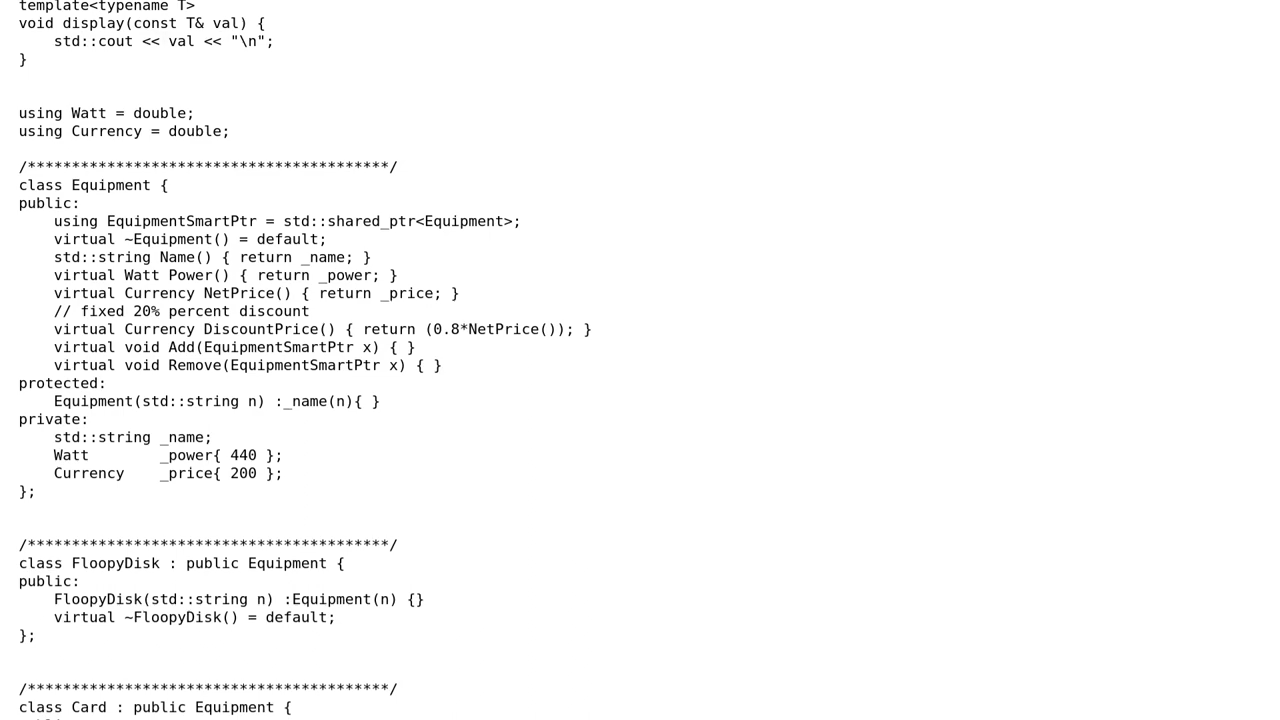 template<typename T>
void display(const T& val) {
    std::cout << val << "\n";
}
using Watt = double;
using Currency = double;
/*****************************************/
class Equipment {
public:
    using EquipmentSmartPtr = std::shared_ptr<Equipment>;
    virtual ~Equipment() = default;
    std::string Name() { return _name; }
    virtual Watt Power() { return _power; }
    virtual Currency NetPrice() { return _price; }
    // fixed 20% percent discount
    virtual Currency DiscountPrice() { return (0.8*NetPrice()); }
    virtual void Add(EquipmentSmartPtr x) { }
    virtual void Remove(EquipmentSmartPtr x) { }
protected:
    Equipment(std::string n) :_name(n){ }
private:
    std::string _name;
    Watt        _power{ 440 };
    Currency    _price{ 200 };
};
/*****************************************/
class FloopyDisk : public Equipment {
public:
    FloopyDisk(std::string n) :Equipment(n) {}
    virtual ~FloopyDisk() = default;
};
/*****************************************/
class Card : public Equipment {